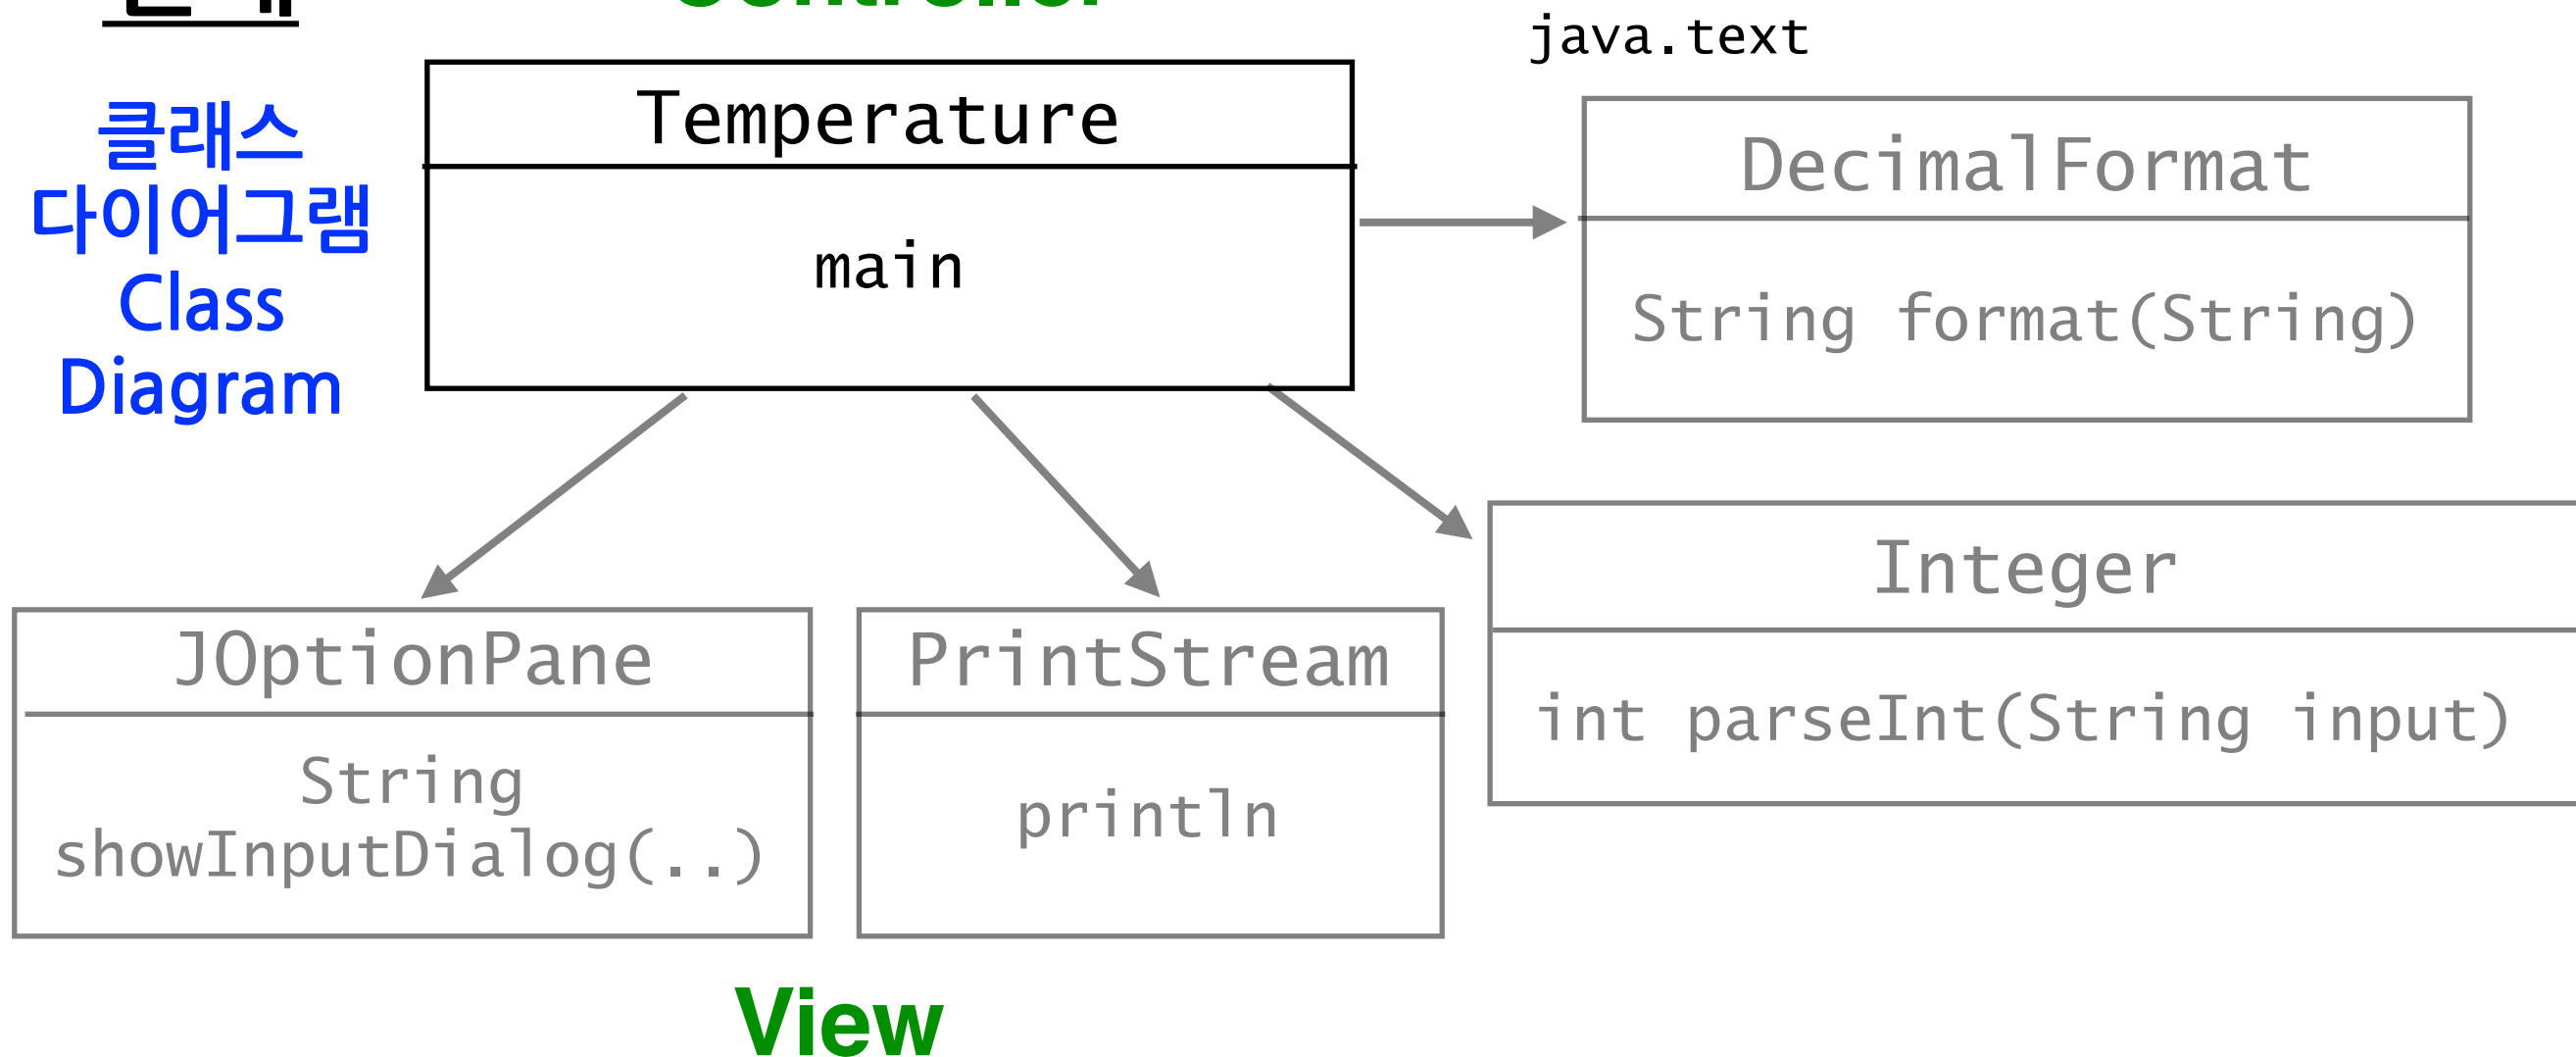 Controller
java.text
클래스
다이어그램
Class
Diagram
Temperature
main
DecimalFormat
String format(String)
Integer
int parseInt(String input)
JOptionPane
String
showInputDialog(..)
PrintStream
println
View